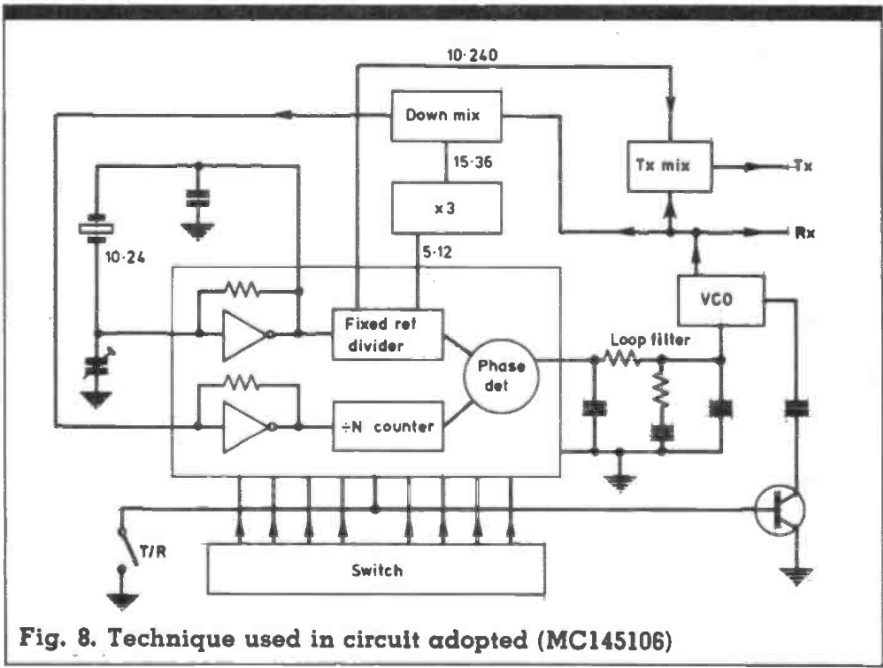 10·240
Down mix
15·36
Tx mix
Tx
x3
Rx
10·24
5·12
VCO
Fixed ref
divider
Loop filter
Phase
det
÷N counter
T/R
Switch
Fig. 8. Technique used in circuit adopted (MC145106)